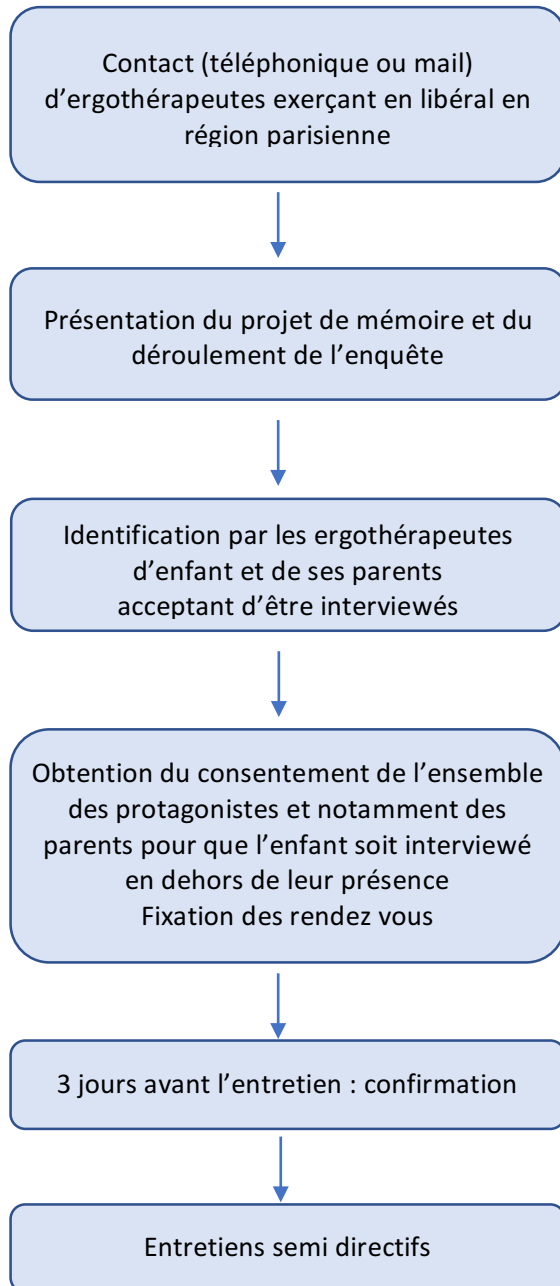 Contact (téléphonique ou mail)
d’ergothérapeutes exerçant en libéral en
région parisienne
Présentation du projet de mémoire et du
déroulement de l’enquête
Identification par les ergothérapeutes
d’enfant et de ses parents
acceptant d’être interviewés
Obtention du consentement de l’ensemble
des protagonistes et notamment des
parents pour que l’enfant soit interviewé
en dehors de leur présence
Fixation des rendez vous
3 jours avant l’entretien : confirmation
Entretiens semi directifs